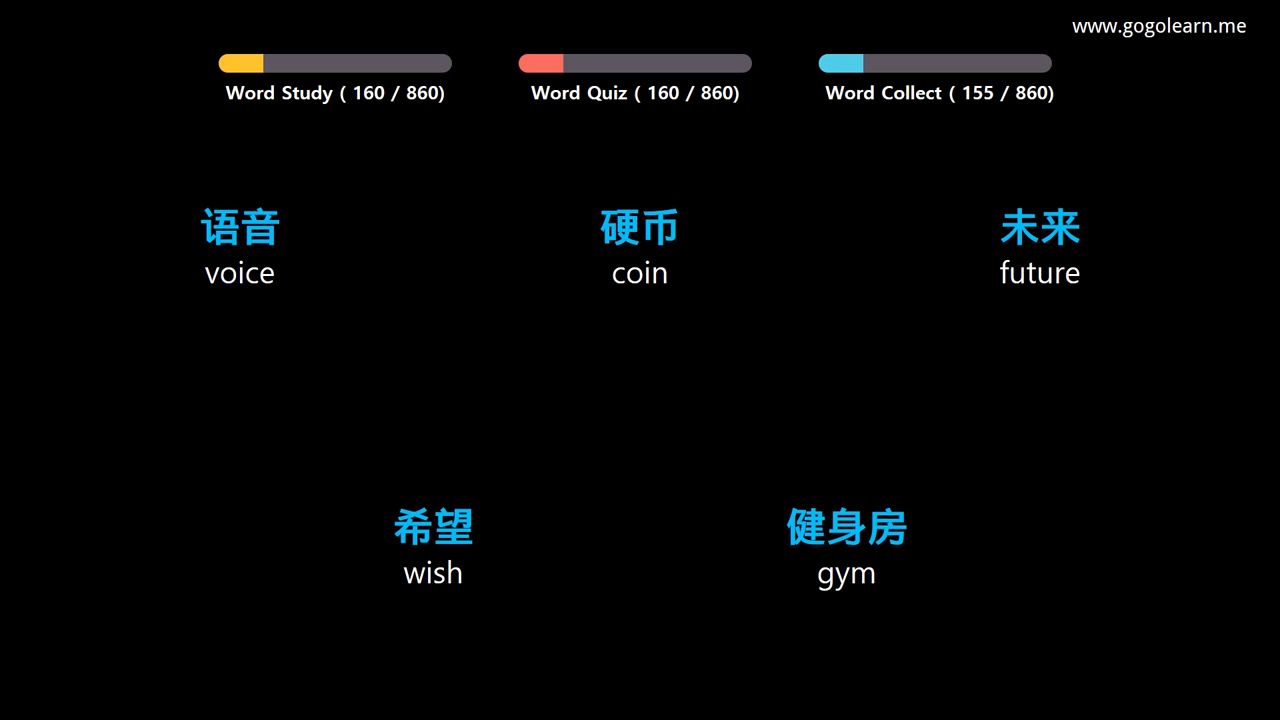 www.gogolearn.me
Word Study ( 160 / 860)
Word Quiz ( 160 / 860)
Word Collect ( 155 / 860)
语音
voice
硬币
coin
未来
future
希望
wish
健身房
gym